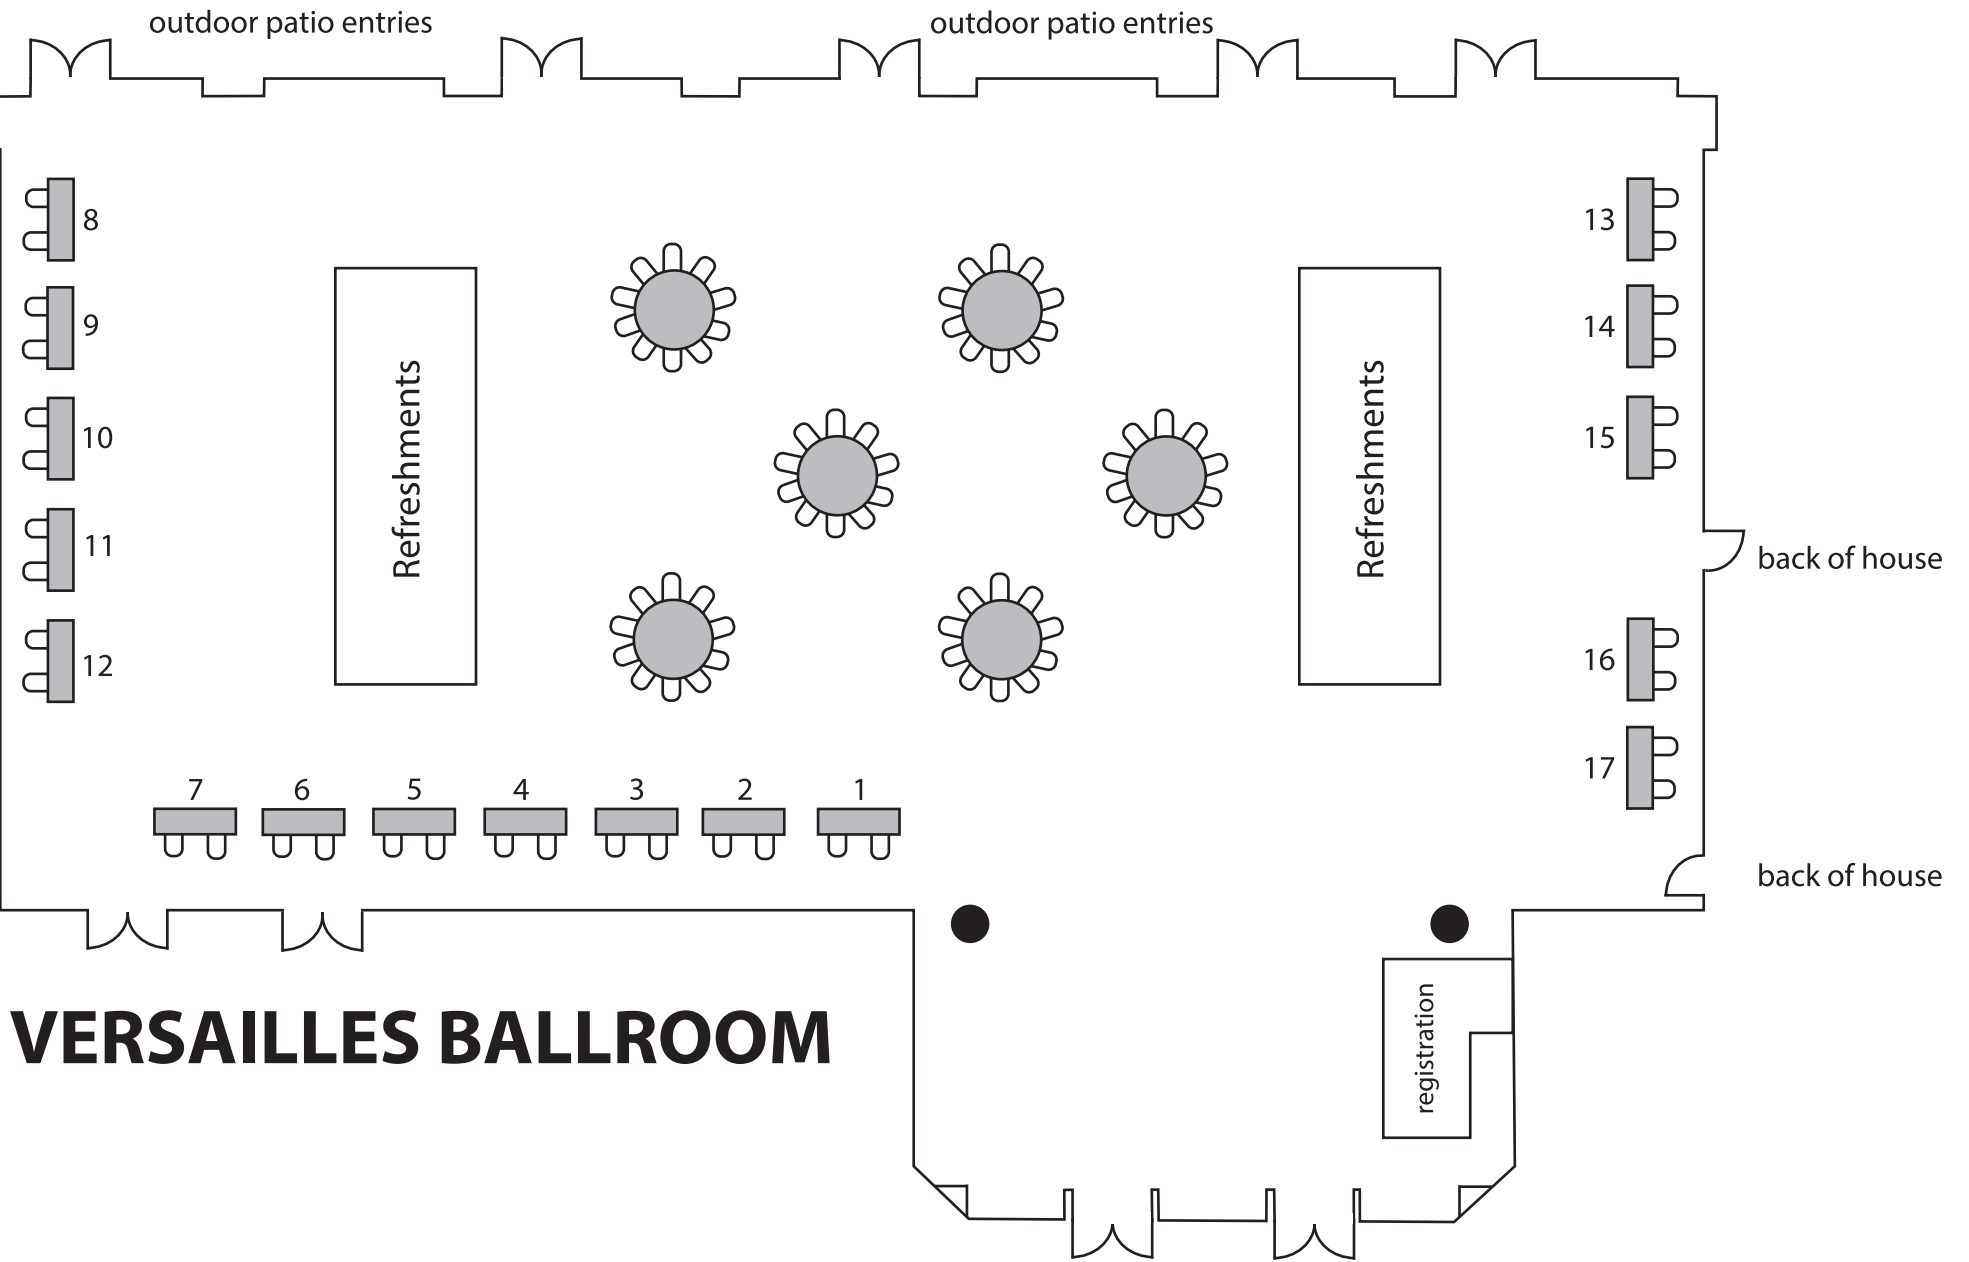 outdoor patio entries
outdoor patio entries
8
13
9
14
10
15
11
12
Refreshments
Refreshments
back of house
16
17
7
6
5
4
3
2
1
back of house
registration
VERSAILLES BALLROOM